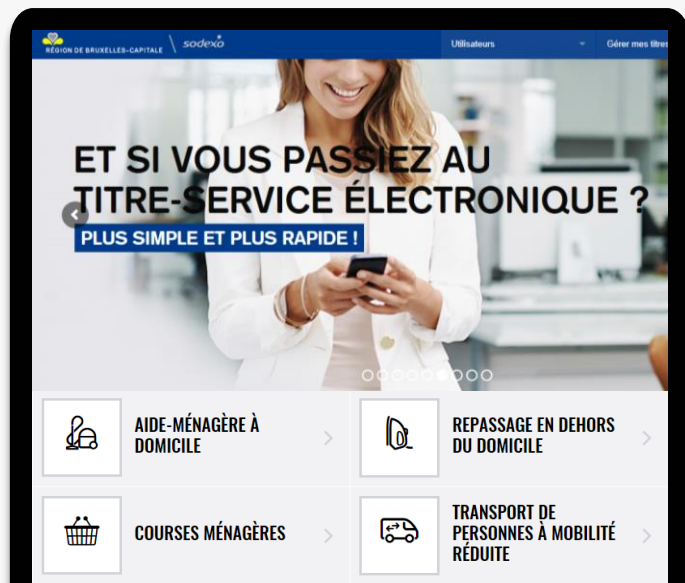 RÉGION DE BRUXELLES-CAPITALE
sodexo
Utilisateurs
Gérer mes titres
ET SI VOUS PASSIEZ AU
TITRE-SERVICE ÉLECTRONIQUE ?
PLUS SIMPLE ET PLUS RAPIDE !
AIDE-MÉNAGÈRE À
DOMICILE
REPASSAGE EN DEHORS
DU DOMICILE
COURSES MÉNAGÈRES
TRANSPORT DE
PERSONNES À MOBILITÉ
RÉDUITE